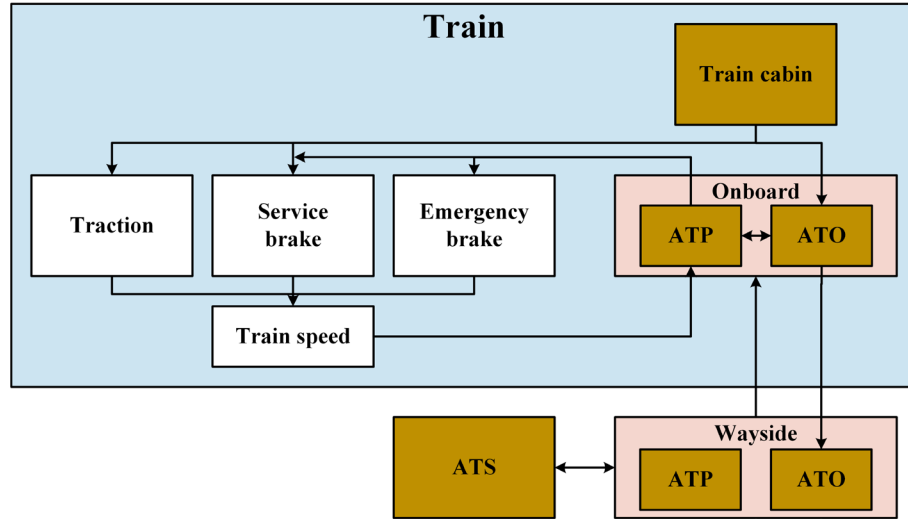 Train
Train cabin
Traction
Service
brake
Emergency
brake
Onboard
ATP
ATO
Train speed
ATS
Wayside
ATP
ATO